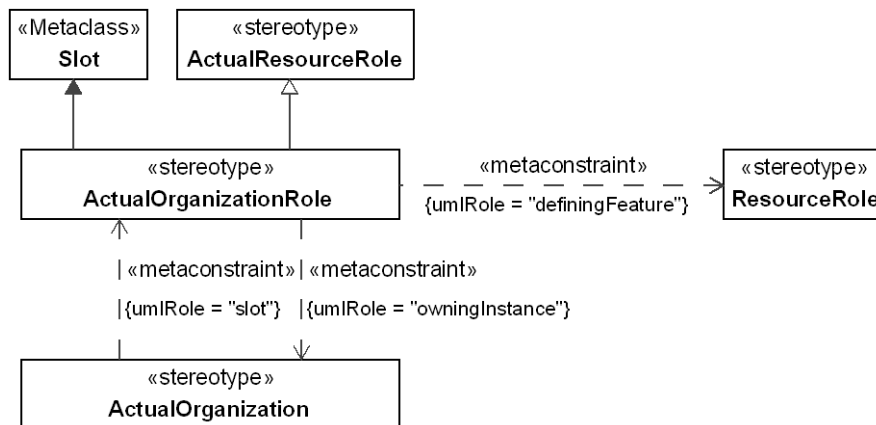 «Metaclass»
Slot
«stereotype»
ActualResourceRole
«stereotype»
ActualOrganizationRole
«metaconstraint»
{umlRole = "definingFeature"}
«stereotype»
ResourceRole
«metaconstraint»
{umlRole = "slot"}
«metaconstraint»
{umlRole = "owningInstance"}
«stereotype»
ActualOrganization